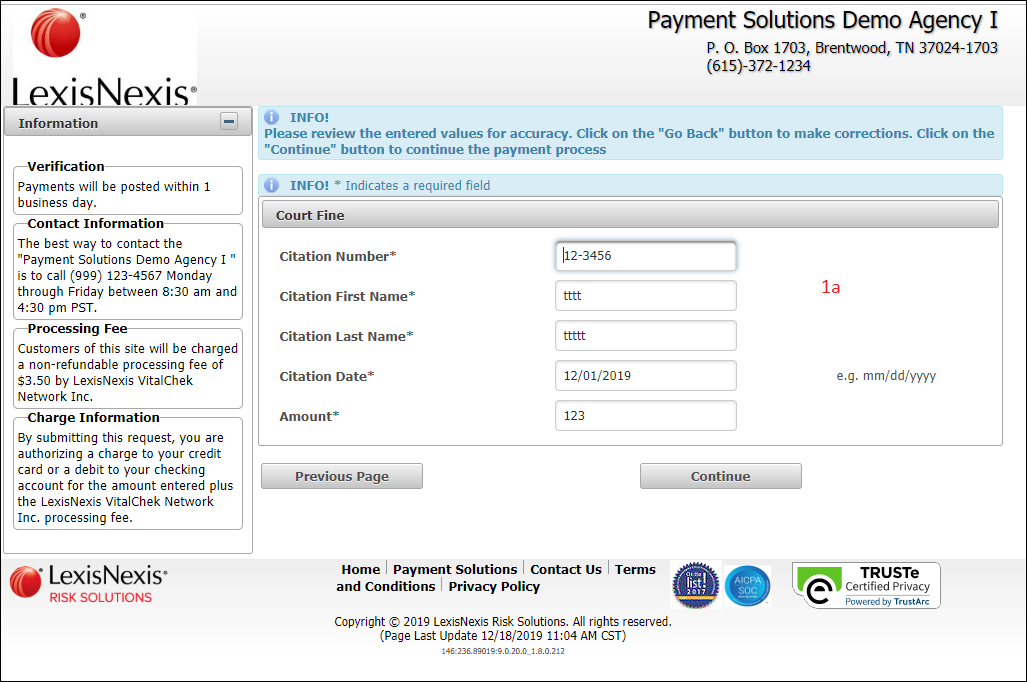 Payment Solutions Demo Agency I
P. O. Box 1703, Brentwood, TN 37024-1703
(615)-372-1234
LexisNexis®
Information
Verification
Payments will be posted within 1
business day.
Contact Information
The best way to contact the
"Payment Solutions Demo Agency I "
is to call (999) 123-4567 Monday
through Friday between 8:30 am and
4:30 pm PST.
Processing Fee
Customers of this site will be charged
a non-refundable processing fee of
$3.50 by LexisNexis VitalChek
Network Inc.
Charge Information
By submitting this request, you are
authorizing a charge to your credit
card or a debit to your checking
account for the amount entered plus
the LexisNexis VitalChek Network
Inc. processing fee.
INFO!
Please review the entered values for accuracy. Click on the "Go Back" button to make corrections. Click on the
"Continue" button to continue the payment process
INFO! * Indicates a required field
Court Fine
Citation Number* 12-3456
1a
Citation First Name* tttt
Citation Last Name* ttttt
Citation Date* 12/01/2019 e.g. mm/dd/yyyy
Amount* 123
Previous Page Continue
LexisNexis®
RISK SOLUTIONS
Home | Payment Solutions | Contact Us | Terms
and Conditions | Privacy Policy
list!
2017
AICPA
SOC
TRUSTe
Certified Privacy
Powered by TrustArc
Copyright © 2019 LexisNexis Risk Solutions. All rights reserved.
(Page Last Update 12/18/2019 11:04 AM CST)
146:236.89019:9.0.20.0_1.8.0.212